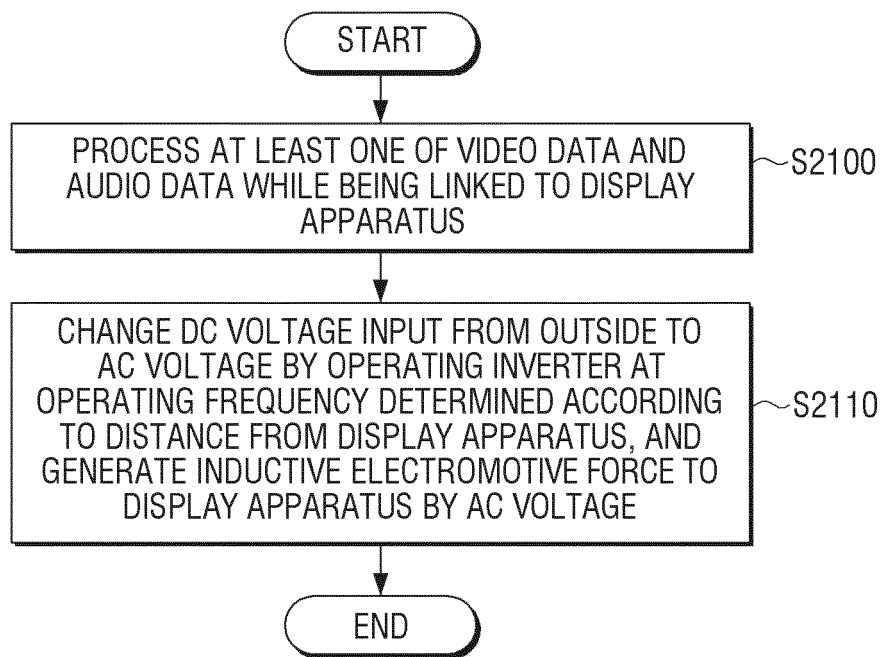 START
PROCESS AT LEAST ONE OF VIDEO DATA AND
AUDIO DATA WHILE BEING LINKED TO DISPLAY
APPARATUS
S2100
CHANGE DC VOLTAGE INPUT FROM OUTSIDE TO
AC VOLTAGE BY OPERATING INVERTER AT
OPERATING FREQUENCY DETERMINED ACCORDING
TO DISTANCE FROM DISPLAY APPARATUS, AND
GENERATE INDUCTIVE ELECTROMOTIVE FORCE TO
DISPLAY APPARATUS BY AC VOLTAGE
S2110
END